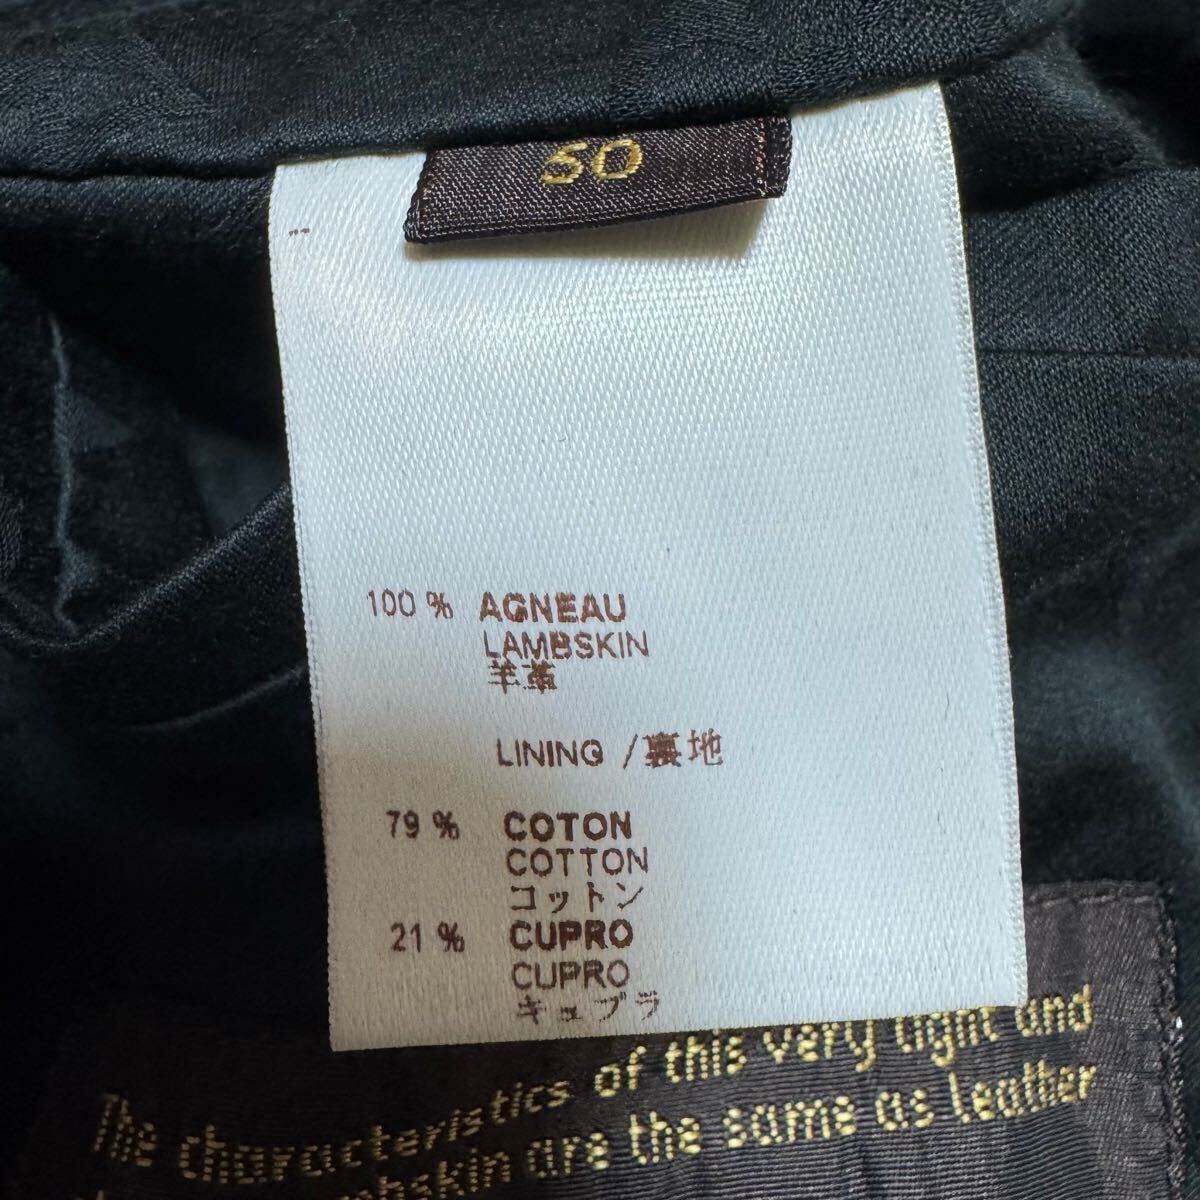 50
100 % AGNEAU
LAMBSKIN
羊革
LINING / 裏地
79 % COTON
COTTON
コットン
21 % CUPRO
CUPRO
キュプラ
The characteristics of this very light and
are the same as leather